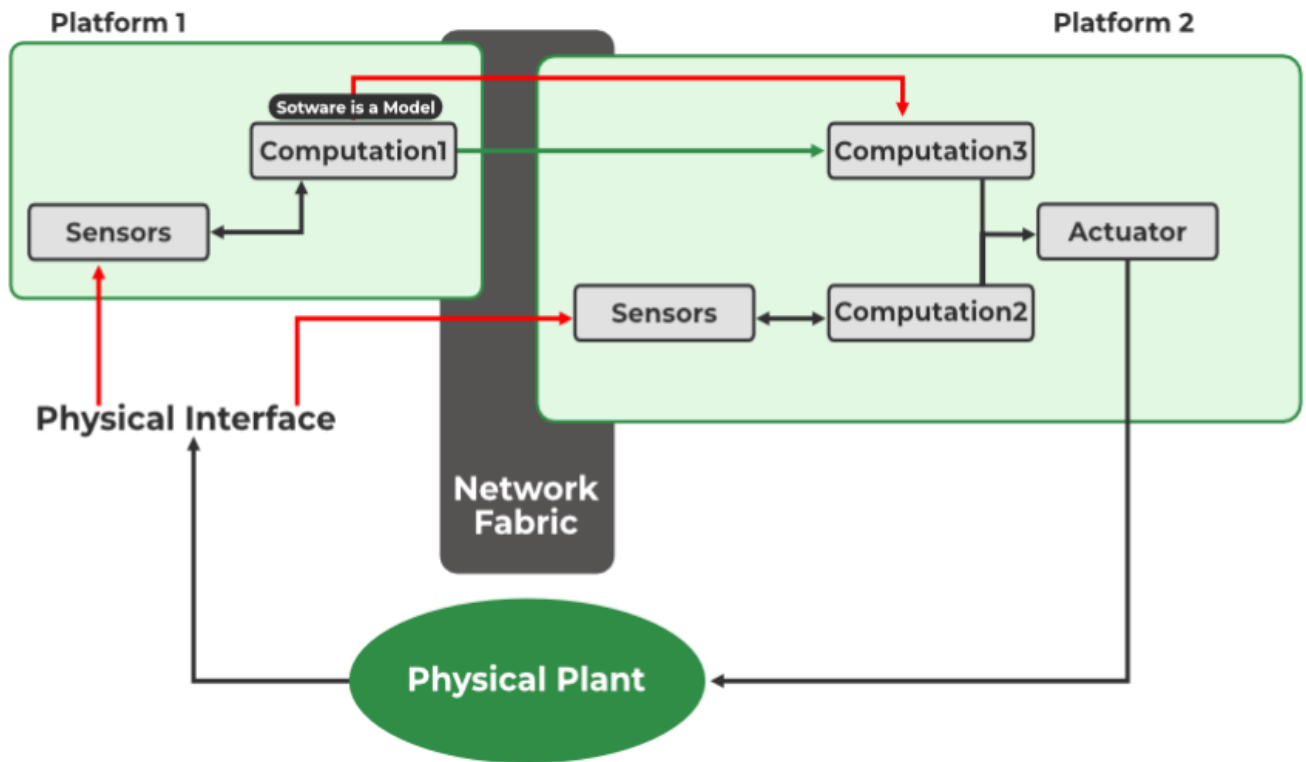 Platform 1
Platform 2
Sotware is a Model
Computation1
Computation3
Sensors
Actuator
Sensors
Computation2
Physical Interface
Network
Fabric
Physical Plant